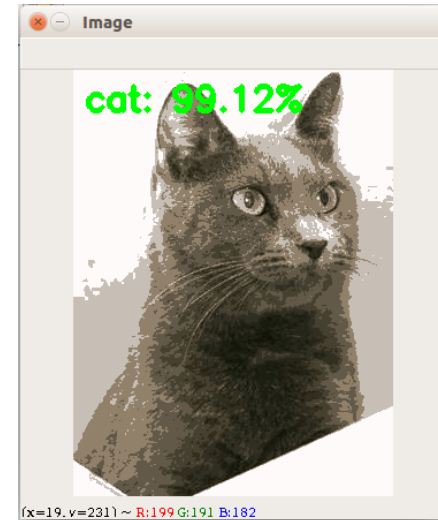 Image
cat: 99.12%
(x=19, y=231) ~ R:199 G:191 B:182